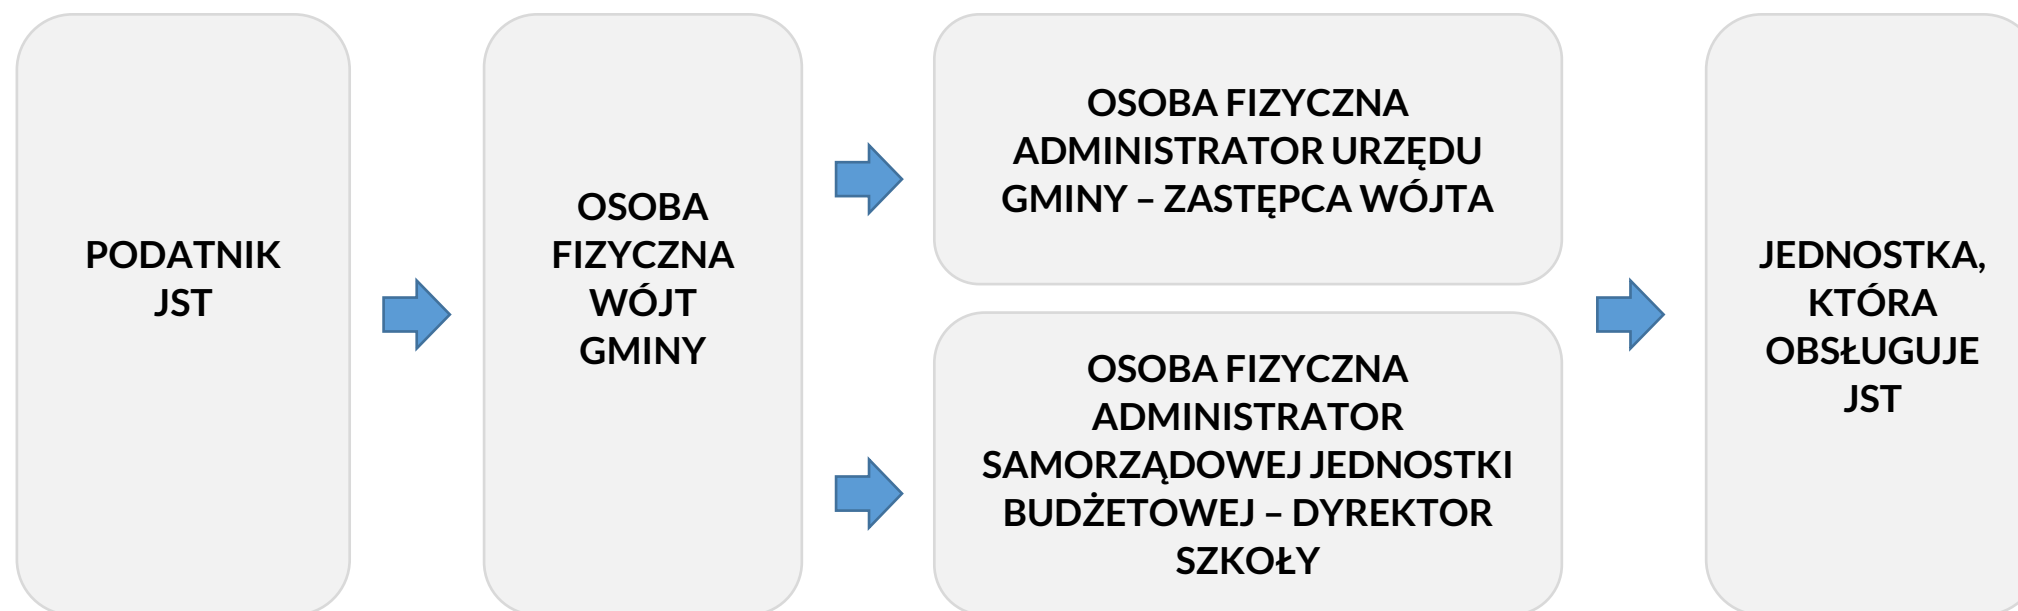 PODATNIK
JST
OSOBA
FIZYCZNA
WÓJT
GMINY
OSOBA FIZYCZNA
ADMINISTRATOR URZĘDU
GMINY – ZASTĘPCA WÓJTA
OSOBA FIZYCZNA
ADMINISTRATOR
SAMORZĄDOWEJ JEDNOSTKI
BUDŻETOWEJ – DYREKTOR
SZKOŁY
JEDNOSTKA,
KTÓRA
OBSŁUGUJE
JST